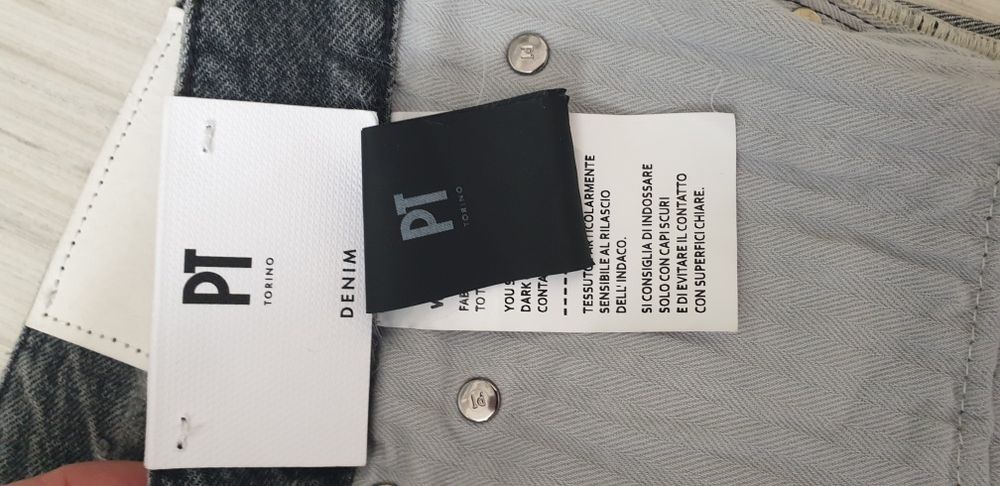 PT
TORINO
DENIM
PT
TORINO
TO T
YOU
DARK
CONTA
TESSUTO
SENSIBILE AL RILASCIO
DELL'INDACO.
SI CONSIGLIA DI INDOSSARE
SOLO CON CAPI SCURI
E DI EVITARE IL CONTATTO
CON SUPERFICI CHIARE.